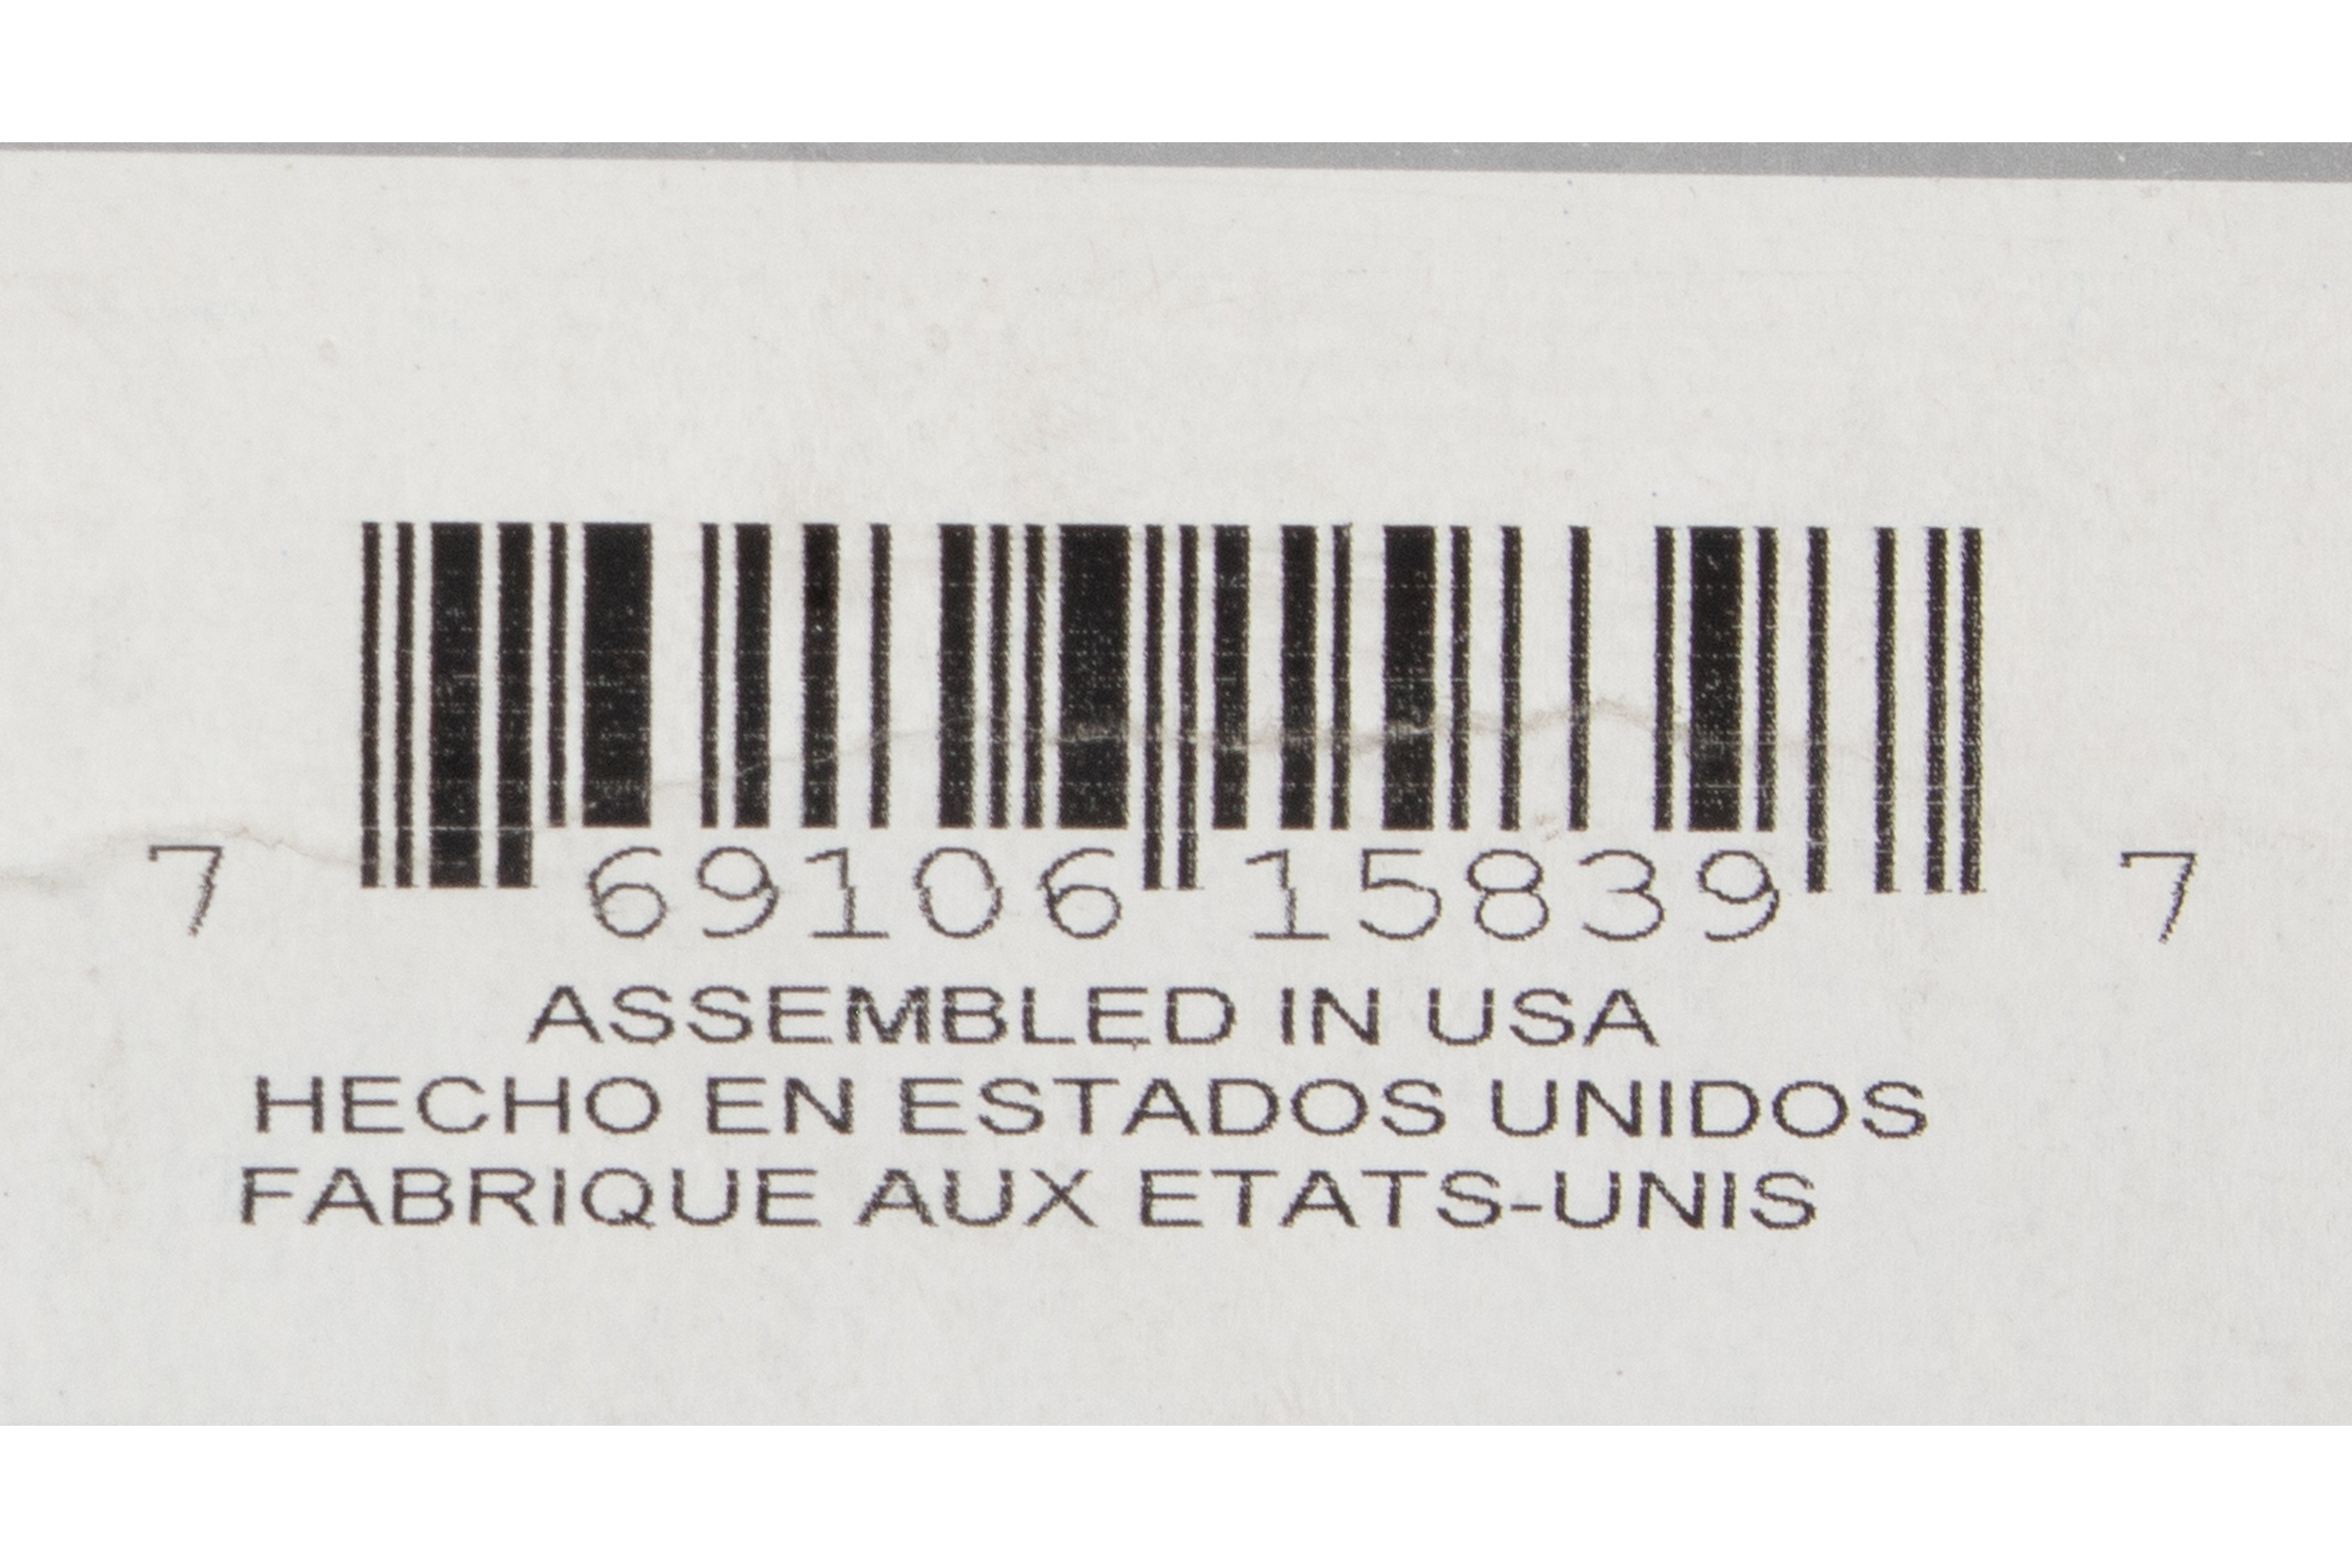 7 69106 15839 7
ASSEMBLED IN USA
HECHO EN ESTADOS UNIDOS
FABRIQUE AUX ETATS-UNIS